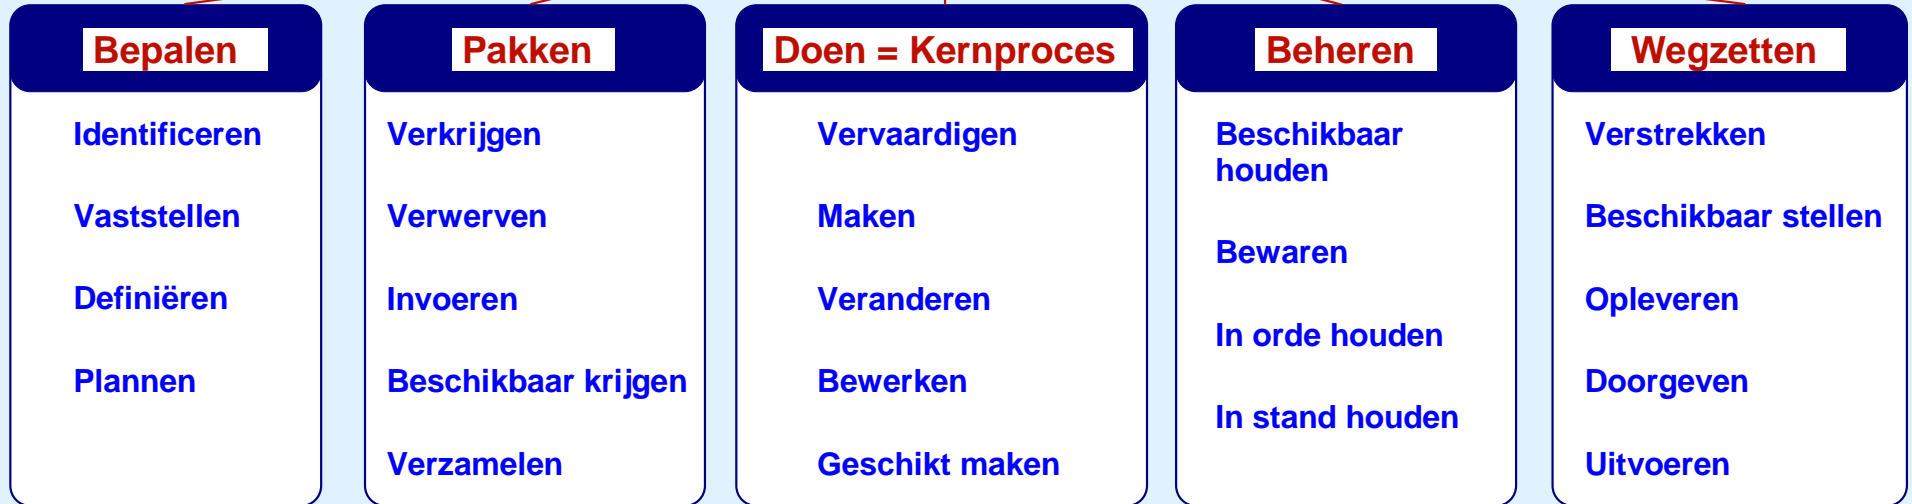 Bepalen
Identificeren
Vaststellen
Definiëren
Plannen
Pakken
Verkrijgen
Verwerven
Invoeren
Beschikbaar krijgen
Verzamelen
Doen = Kernproces
Vervaardigen
Maken
Veranderen
Bewerken
Geschikt maken
Beheren
Beschikbaar
houden
Bewaren
In orde houden
In stand houden
Wegzetten
Verstrekken
Beschikbaar stellen
Opleveren
Doorgeven
Uitvoeren